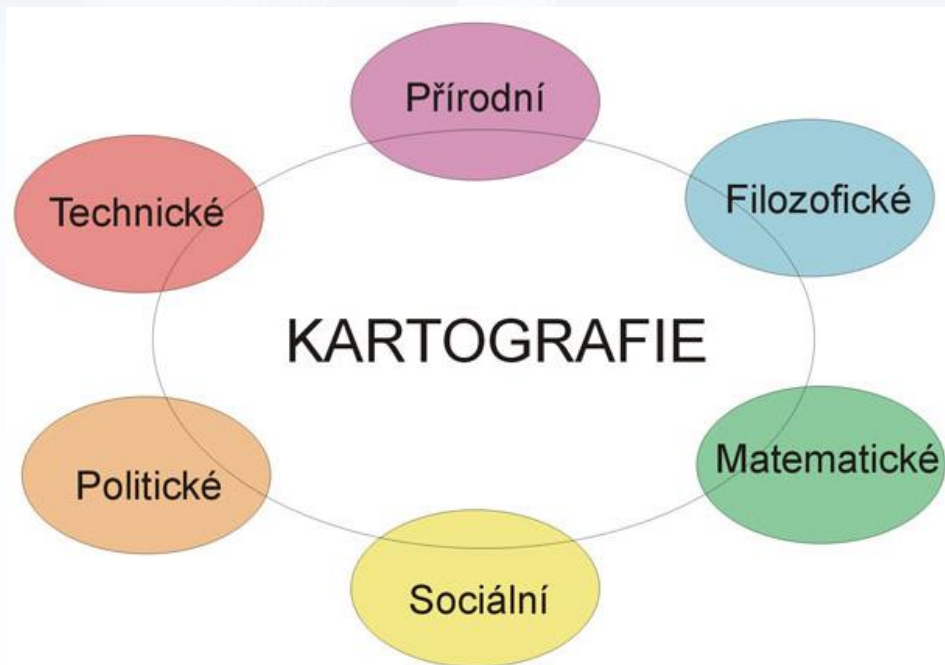 Přírodní
Technické
Filozofické
KARTOGRAFIE
Politické
Matematické
Sociální